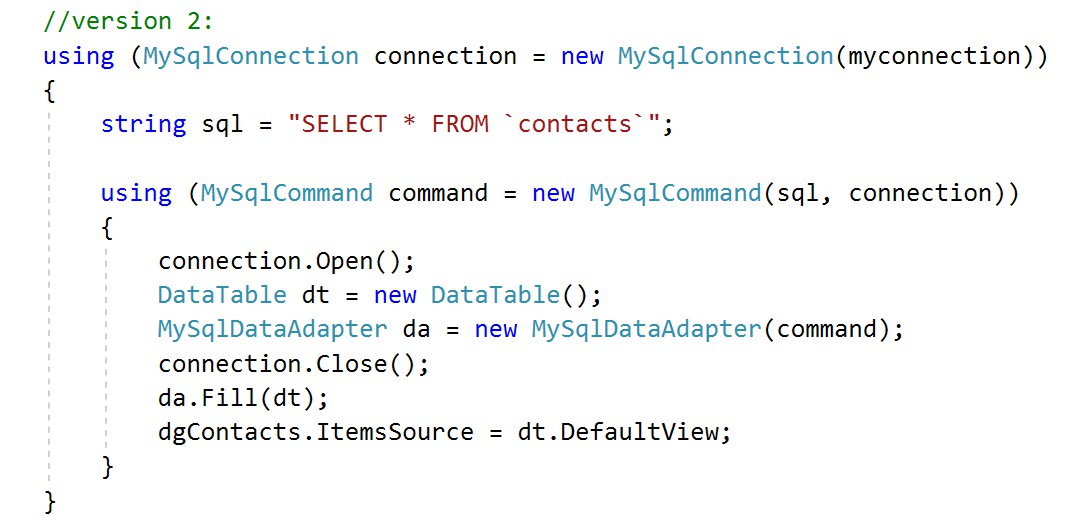 //version 2:
using (MySqlConnection connection = new MySqlConnection(myconnection))
{
    string sql = "SELECT * FROM `contacts`";

    using (MySqlCommand command = new MySqlCommand(sql, connection))
    {
        connection.Open();
        DataTable dt = new DataTable();
        MySqlDataAdapter da = new MySqlDataAdapter(command);
        connection.Close();
        da.Fill(dt);
        dgContacts.ItemsSource = dt.DefaultView;
    }
}